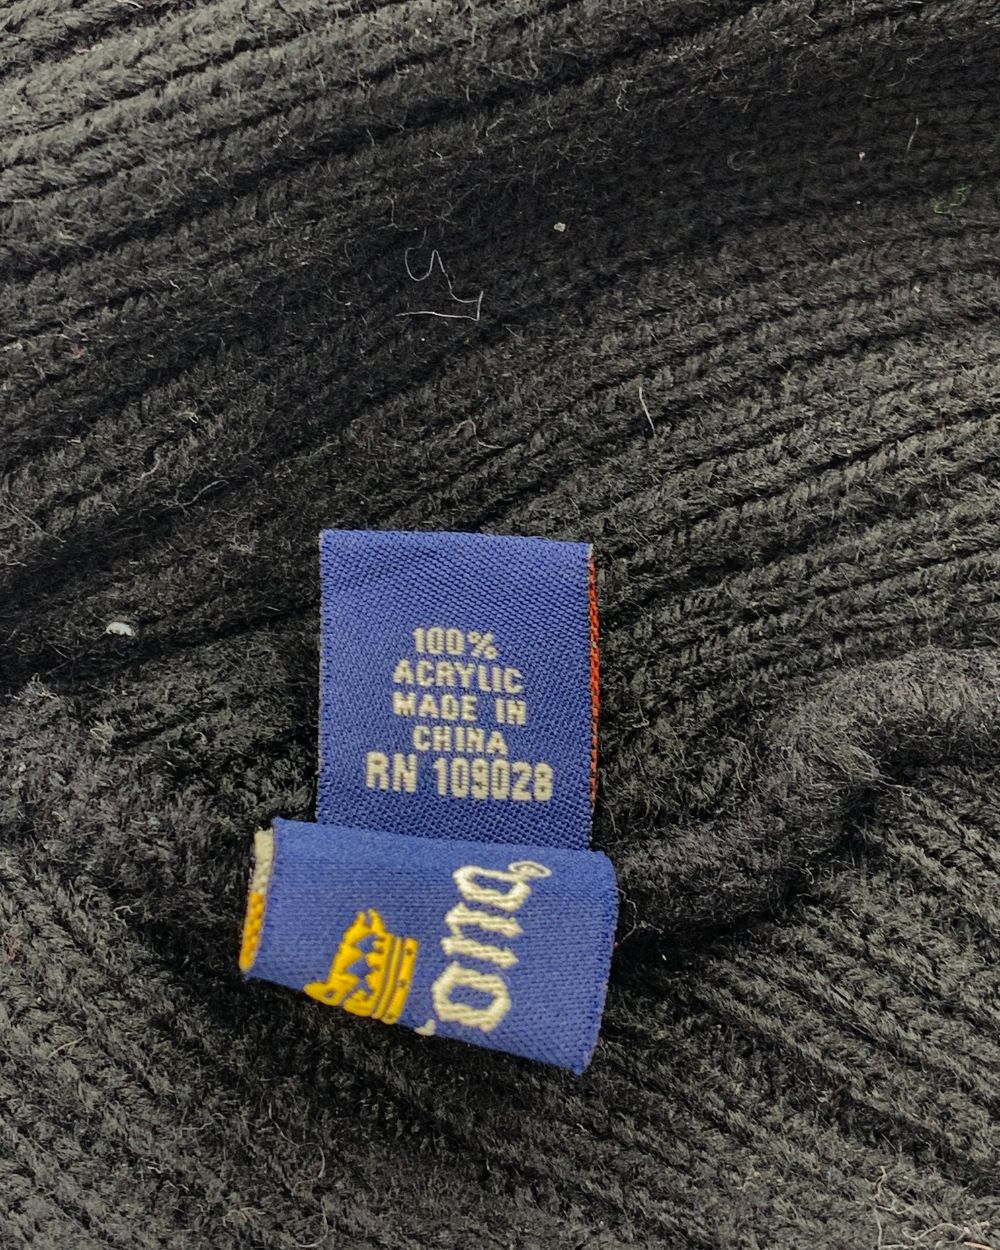 100%
ACRYLIC
MADE IN
CHINA
RN 109028